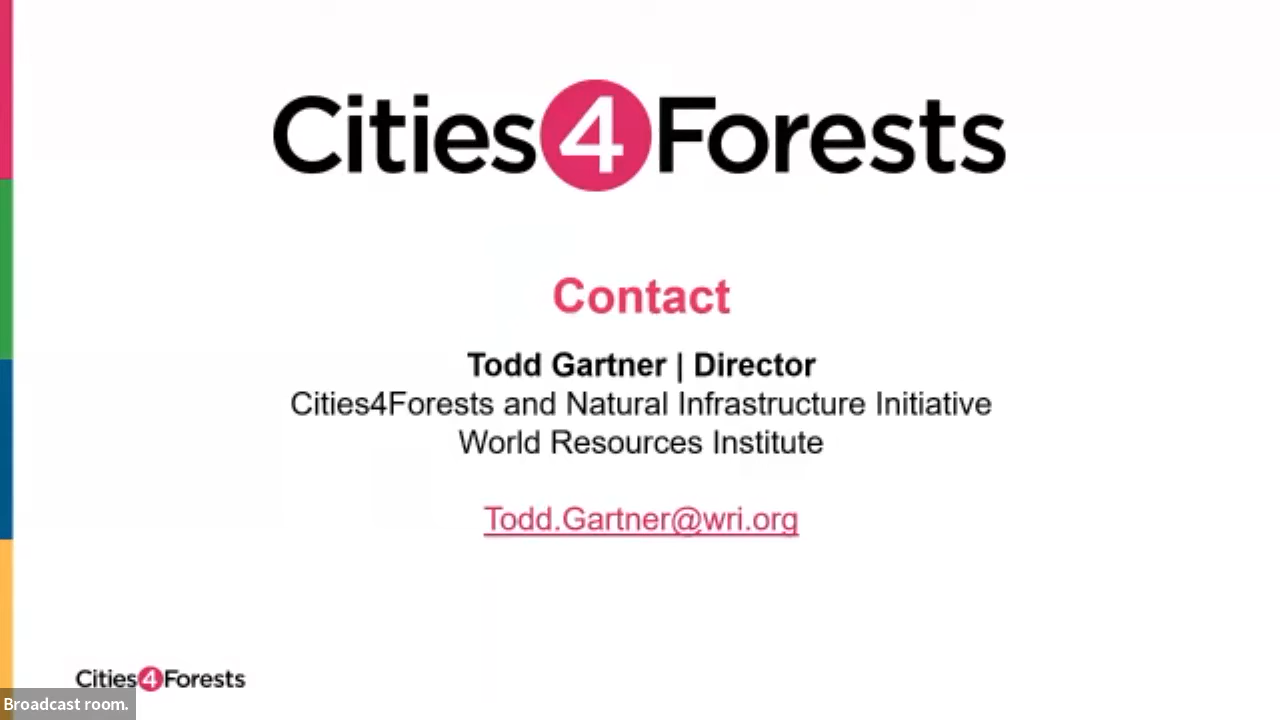 Cities4Forests
Contact
Todd Gartner | Director
Cities4Forests and Natural Infrastructure Initiative
World Resources Institute
Todd.Gartner@wri.org
Cities4Forests
Broadcast room.